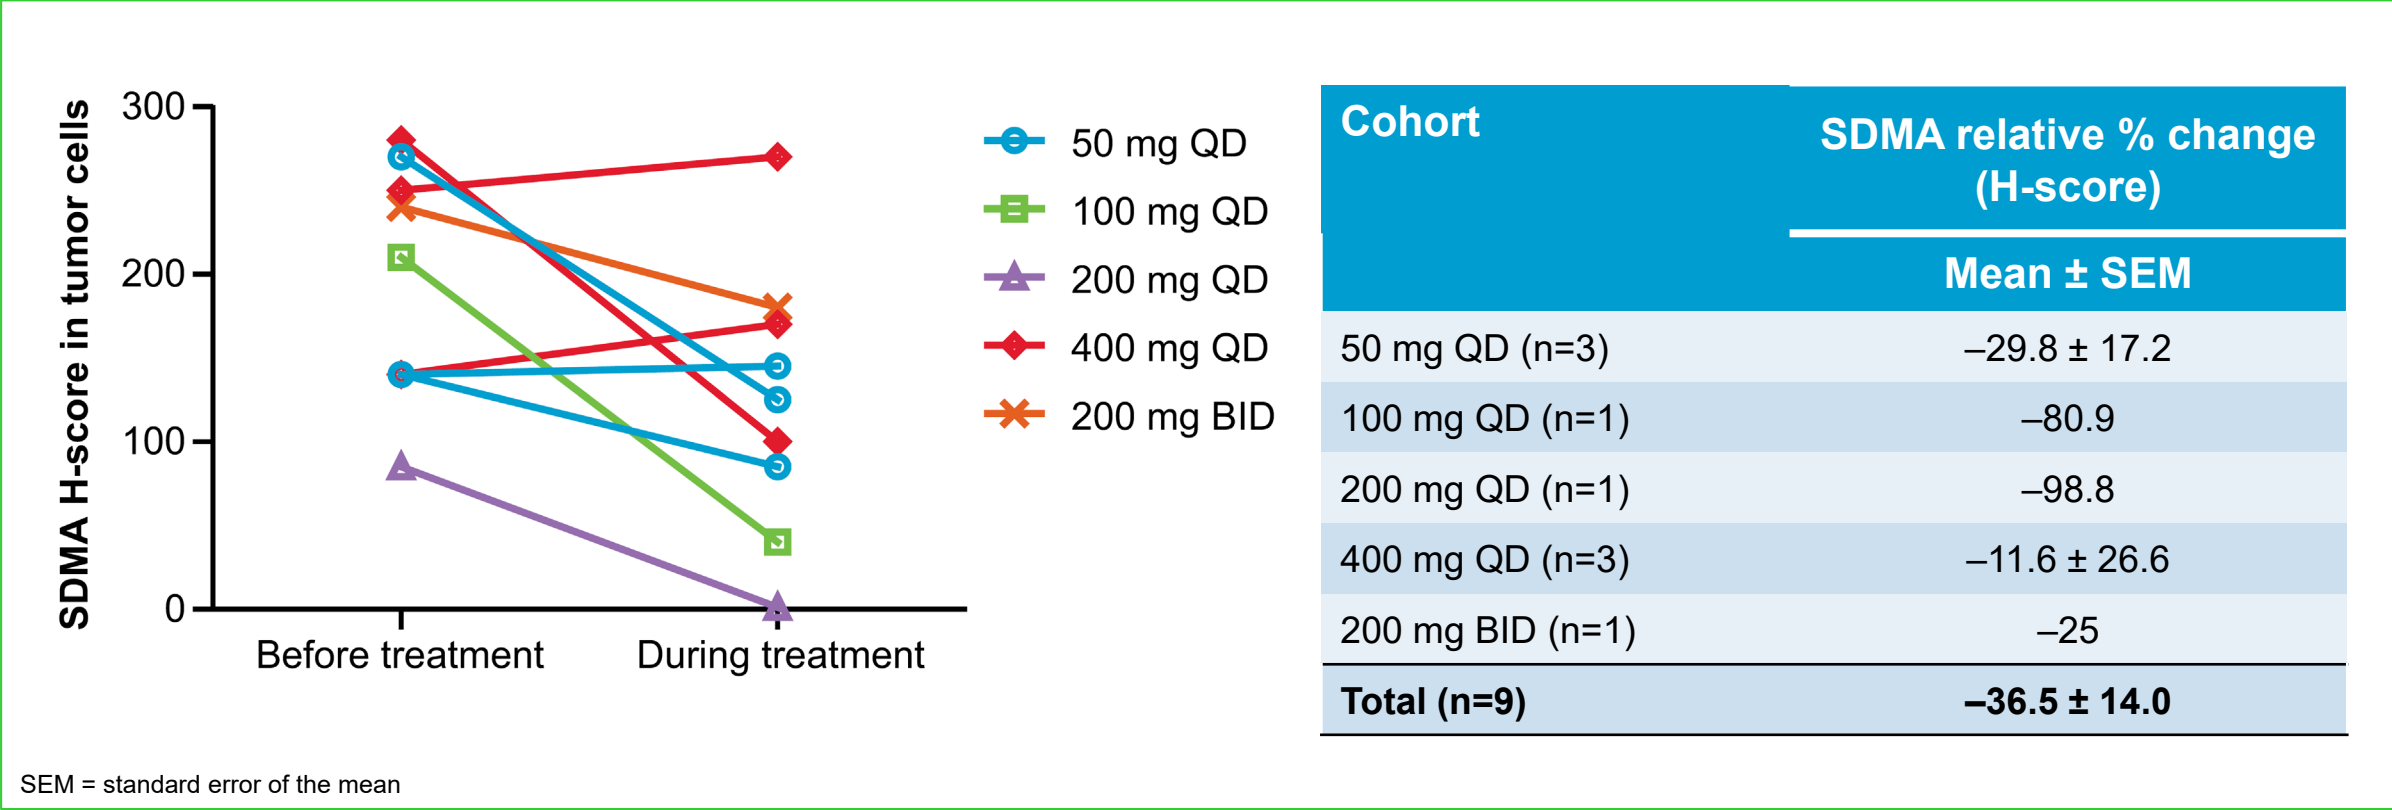 SDMA H-score in tumor cells
300
200
100
0
Before treatment
During treatment
50 mg QD
100 mg QD
200 mg QD
400 mg QD
200 mg BID
Cohort
SDMA relative % change
(H-score)
Mean ± SEM
50 mg QD (n=3)
–29.8 ± 17.2
100 mg QD (n=1)
–80.9
200 mg QD (n=1)
–98.8
400 mg QD (n=3)
–11.6 ± 26.6
200 mg BID (n=1)
–25
Total (n=9)
–36.5 ± 14.0
SEM = standard error of the mean